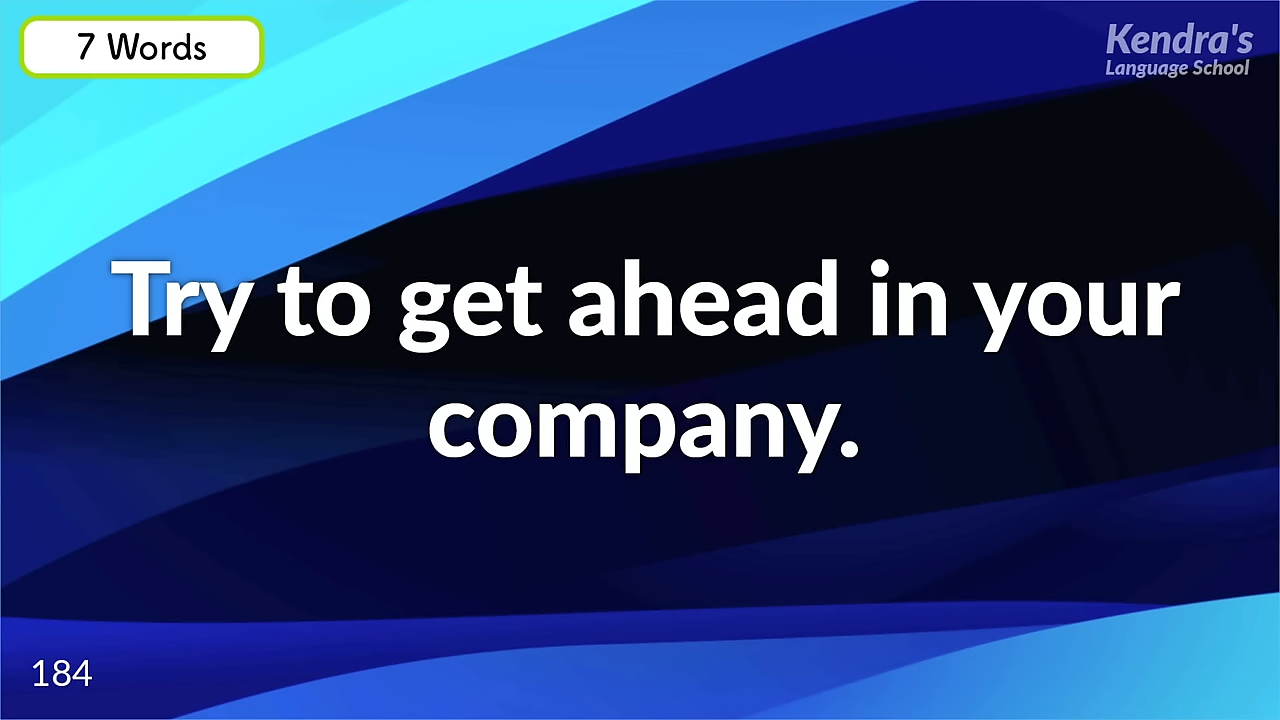 7 Words
Kendra's
Language School
Try to get ahead in your
company.
184